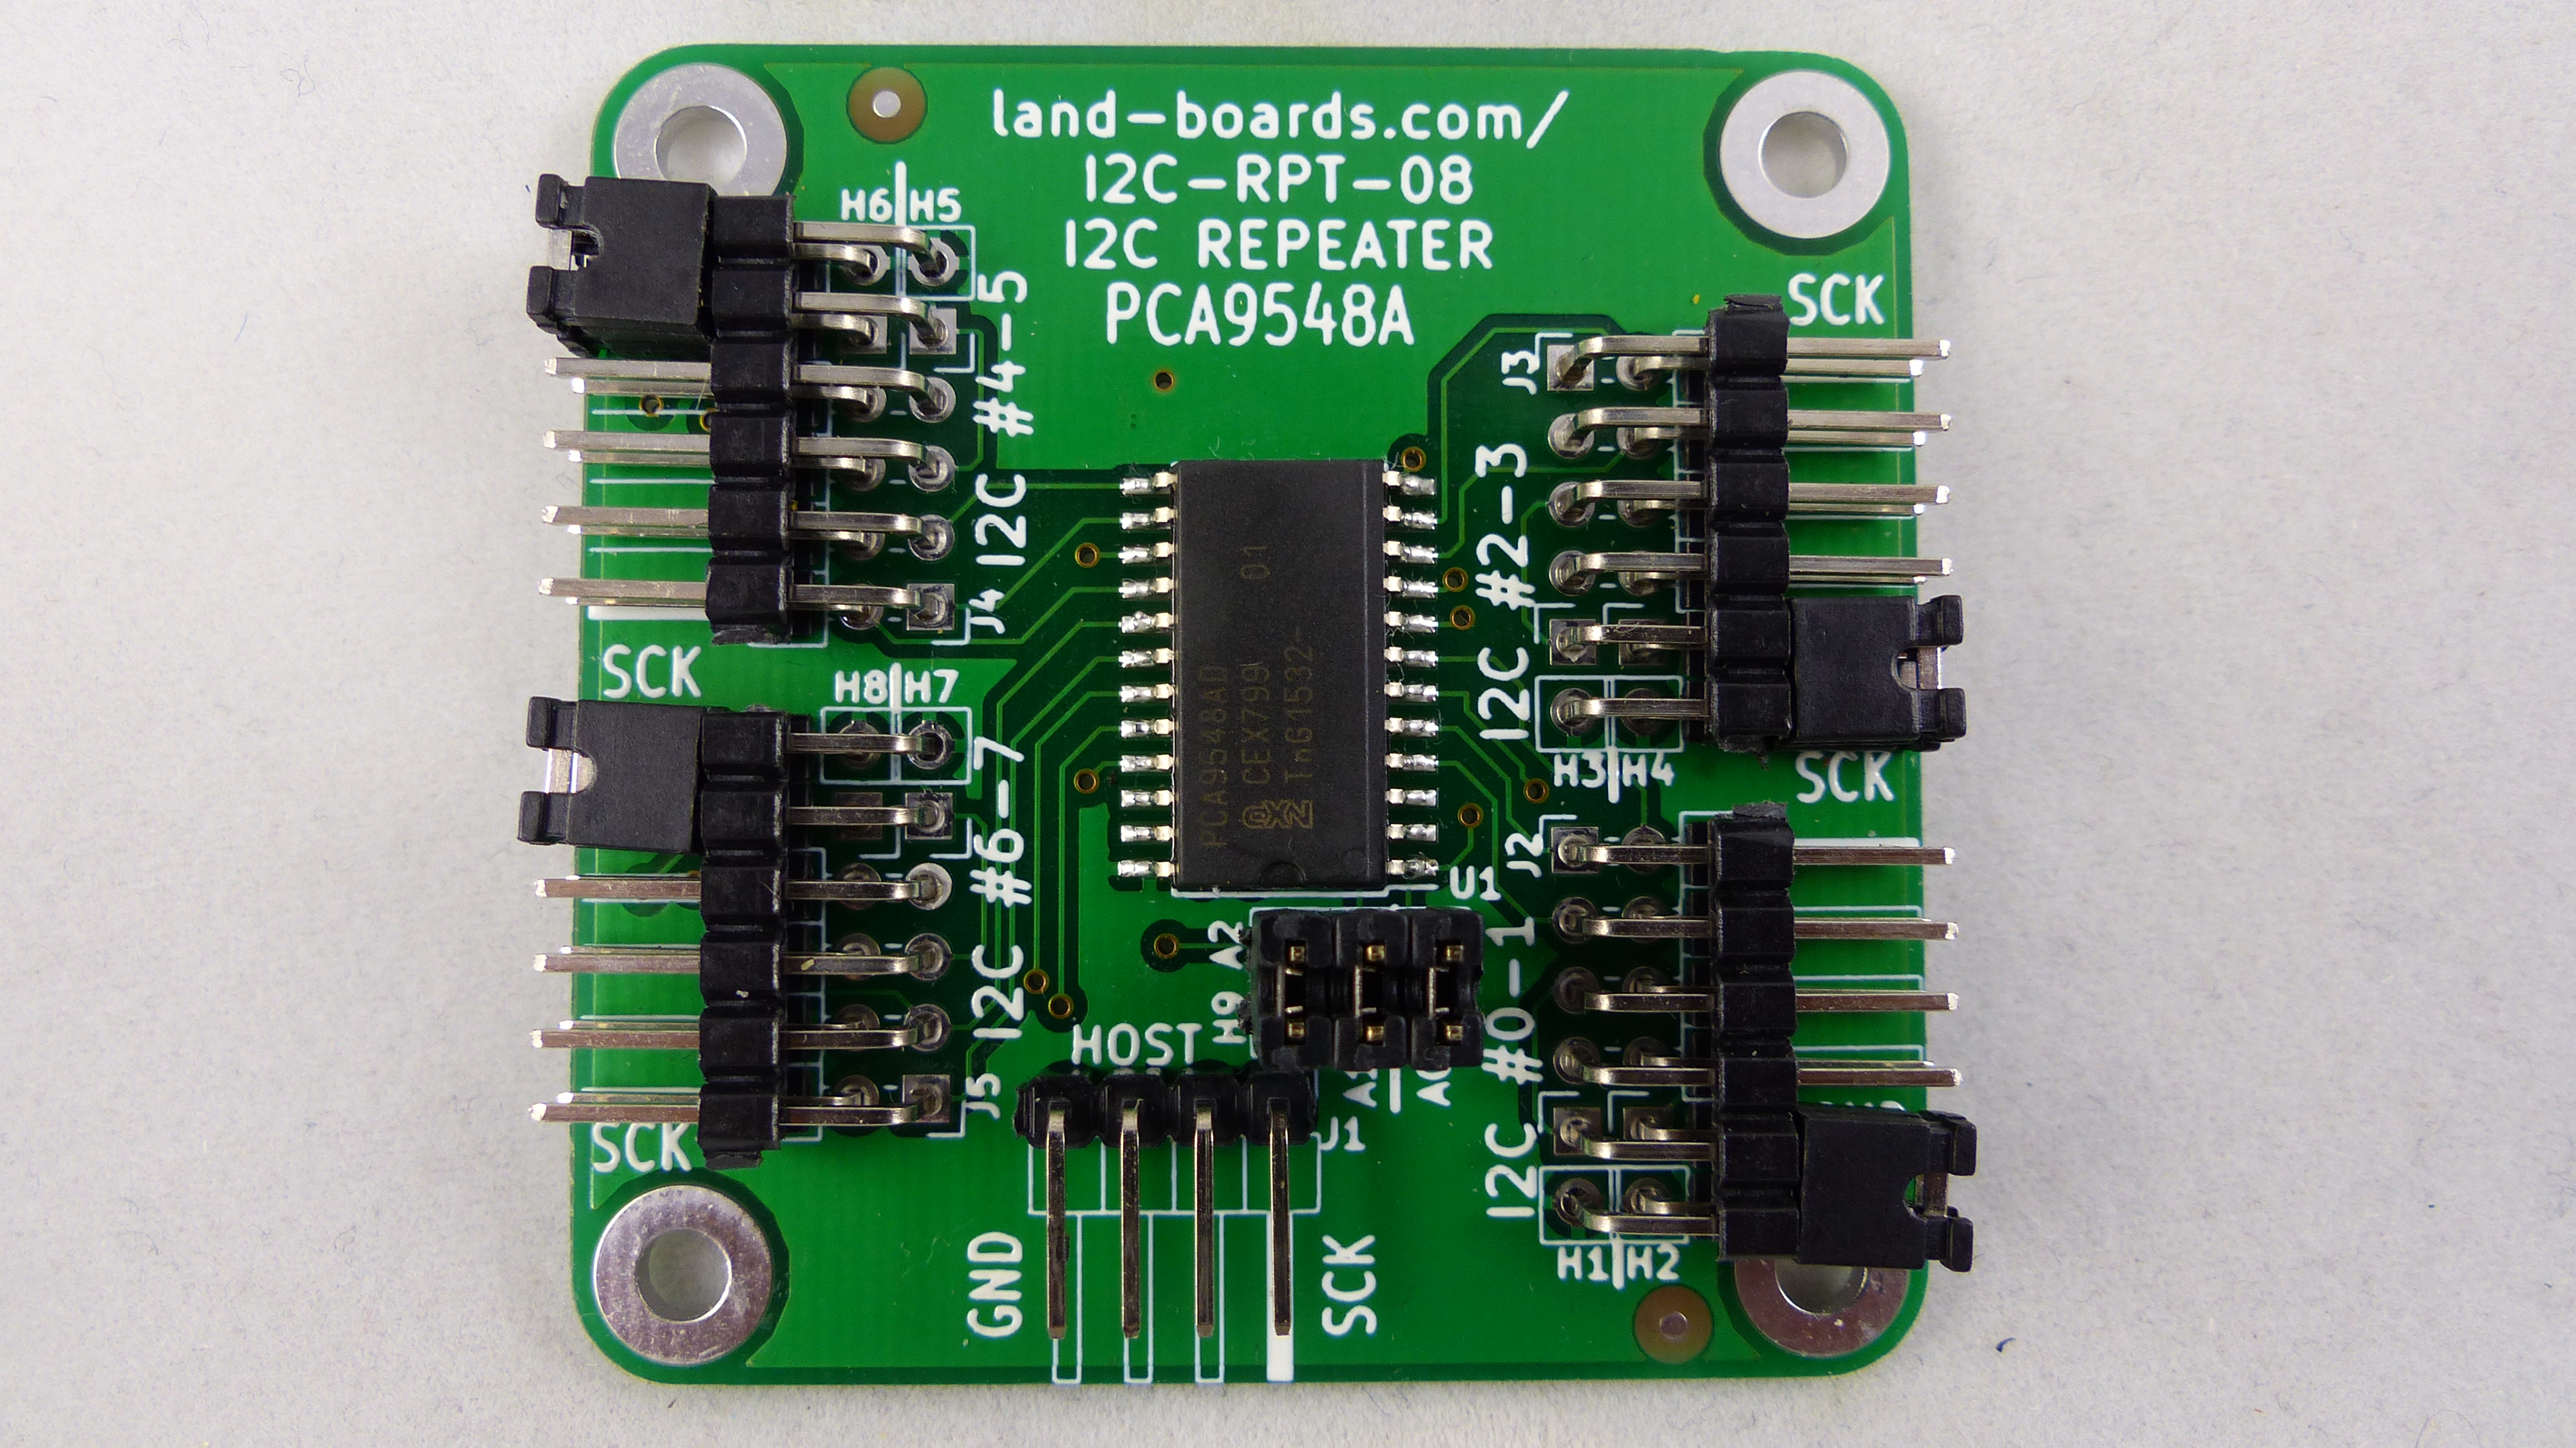 land-boards.com/
I2C-RPT-08
I2C REPEATER
PCA9548A
H6 H5
I2C #4-5
J4
SCK
H8 H7
I2C #6-7
J5
SCK
SCK
J3
I2C #2-3
H3 H4
SCK
J2
I2C #0-1
H1 H2
U1
PCA9548AD
CEX799 01
TnG1532-
H9 A2
HOST
J1
GND
SCK